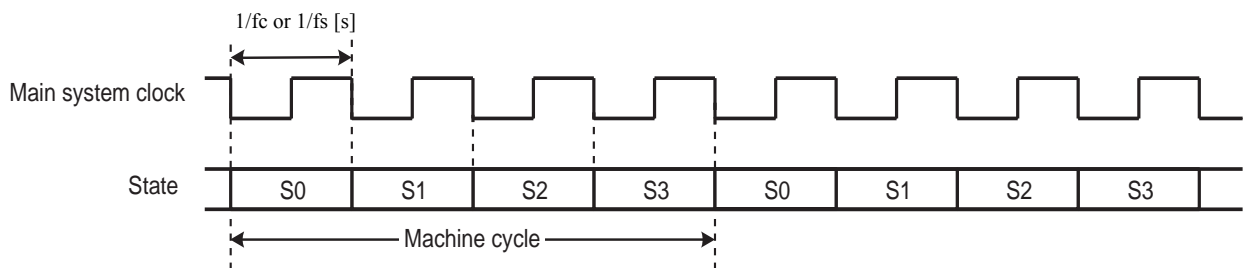 1/fc or 1/fs [s]
Main system clock
State S0 S1 S2 S3 S0 S1 S2 S3
Machine cycle